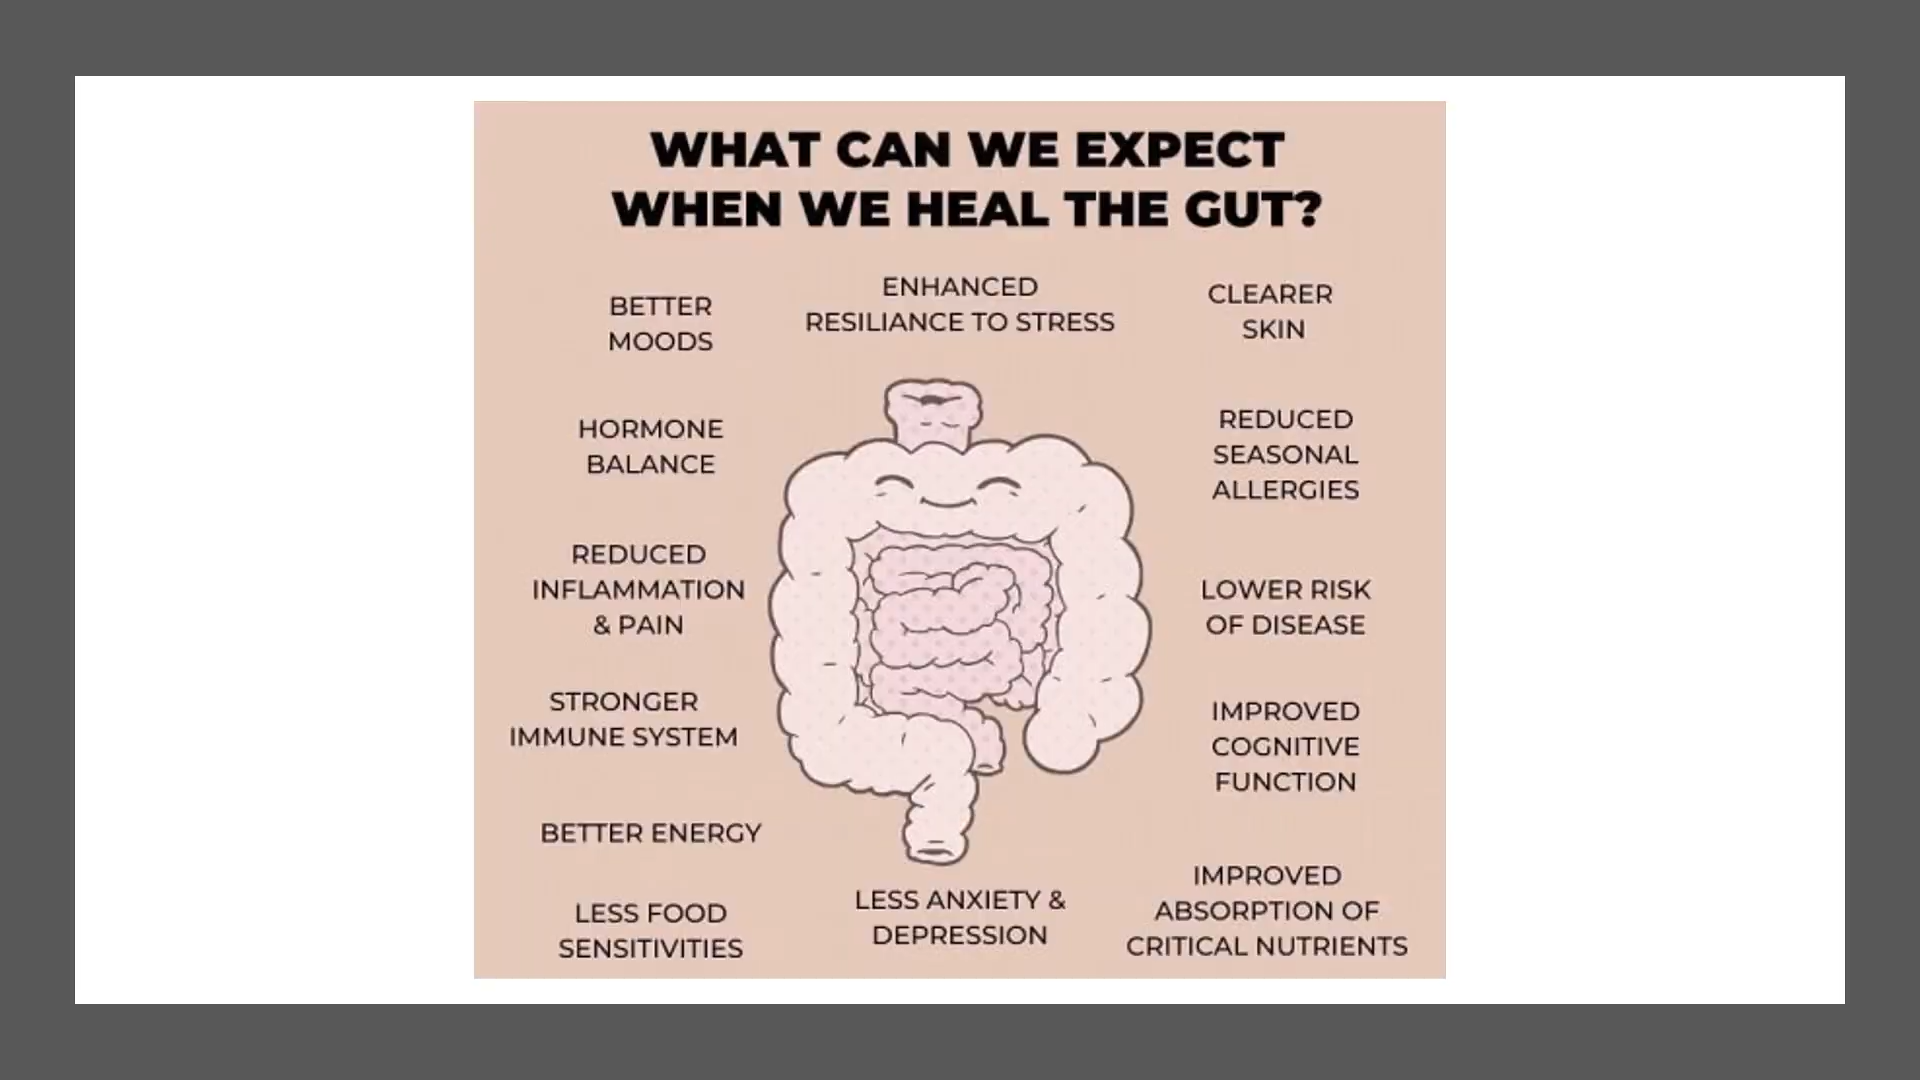 WHAT CAN WE EXPECT
WHEN WE HEAL THE GUT?
BETTER
MOODS
ENHANCED
RESILIANCE TO STRESS
CLEARER
SKIN
HORMONE
BALANCE
REDUCED
SEASONAL
ALLERGIES
REDUCED
INFLAMMATION
& PAIN
LOWER RISK
OF DISEASE
STRONGER
IMMUNE SYSTEM
IMPROVED
COGNITIVE
FUNCTION
BETTER ENERGY
LESS FOOD
SENSITIVITIES
LESS ANXIETY &
DEPRESSION
IMPROVED
ABSORPTION OF
CRITICAL NUTRIENTS